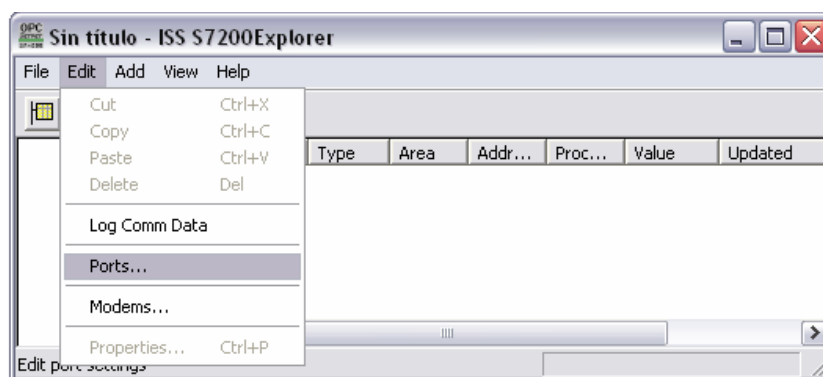 Sin título - ISS S7200Explorer
File Edit Add View Help
Cut Ctrl+X
Copy Ctrl+C
Paste Ctrl+V
Delete Del
Log Comm Data
Ports...
Modems...
Properties... Ctrl+P
Type Area Addr... Proc... Value Updated
Edit port settings